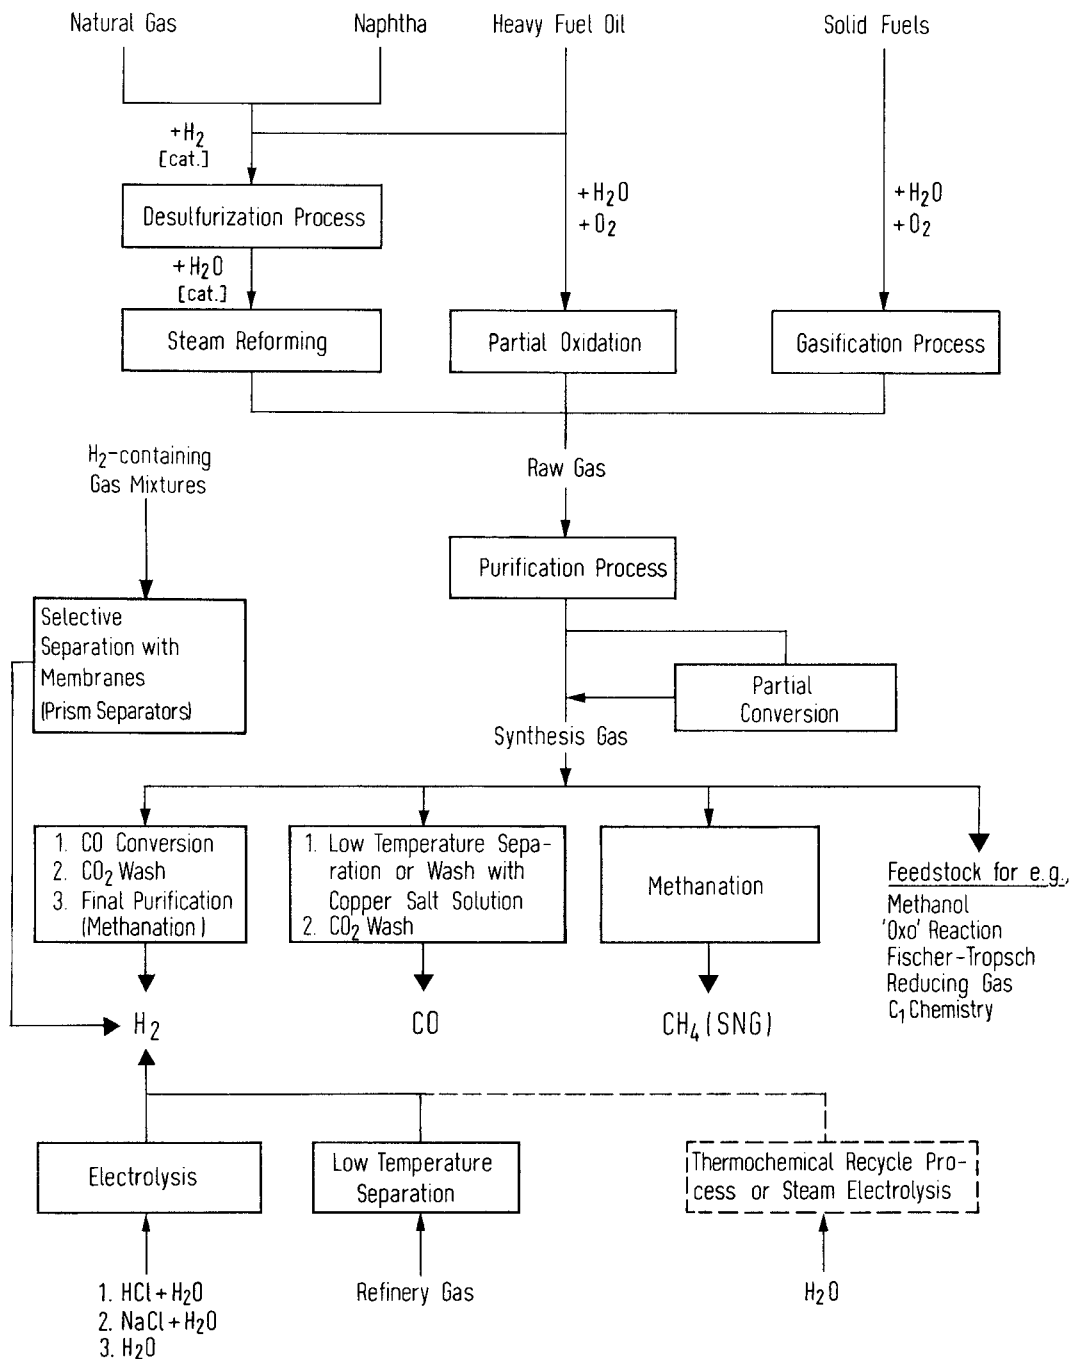 Natural Gas
Naphtha
Heavy Fuel Oil
Solid Fuels
+H₂
[cat.]
+H₂O
+O₂
+H₂O
+O₂
Desulfurization Process
+H₂O
[cat.]
Steam Reforming
Partial Oxidation
Gasification Process
H₂-containing
Gas Mixtures
Raw Gas
Purification Process
Selective
Separation with
Membranes
(Prism Separators)
Partial
Conversion
Synthesis Gas
1. CO Conversion
2. CO₂ Wash
3. Final Purification
(Methanation)
1. Low Temperature Sepa-
ration or Wash with
Copper Salt Solution
2. CO₂ Wash
Methanation
Feedstock for e.g.,
Methanol
'Oxo' Reaction
Fischer-Tropsch
Reducing Gas
C₁ Chemistry
H₂
CO
CH₄ (SNG)
Electrolysis
Low Temperature
Separation
Thermochemical Recycle Pro-
cess or Steam Electrolysis
1. HCl + H₂O
2. NaCl + H₂O
3. H₂O
Refinery Gas
H₂O